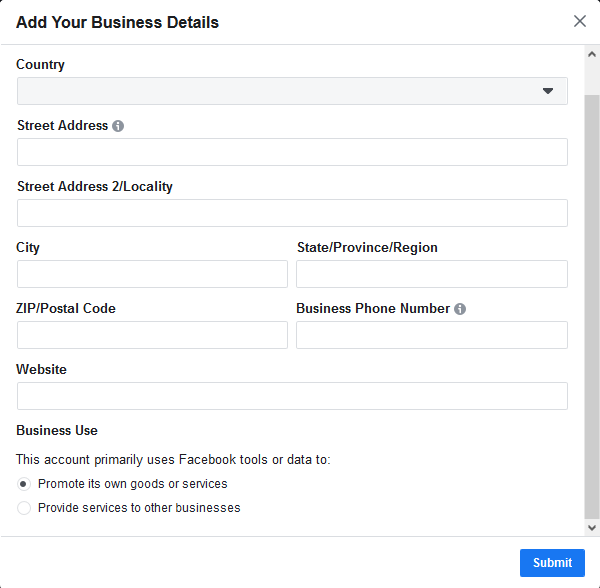 Add Your Business Details
Country
Street Address
Street Address 2/Locality
City State/Province/Region
ZIP/Postal Code Business Phone Number
Website
Business Use
This account primarily uses Facebook tools or data to:
Promote its own goods or services
Provide services to other businesses
Submit